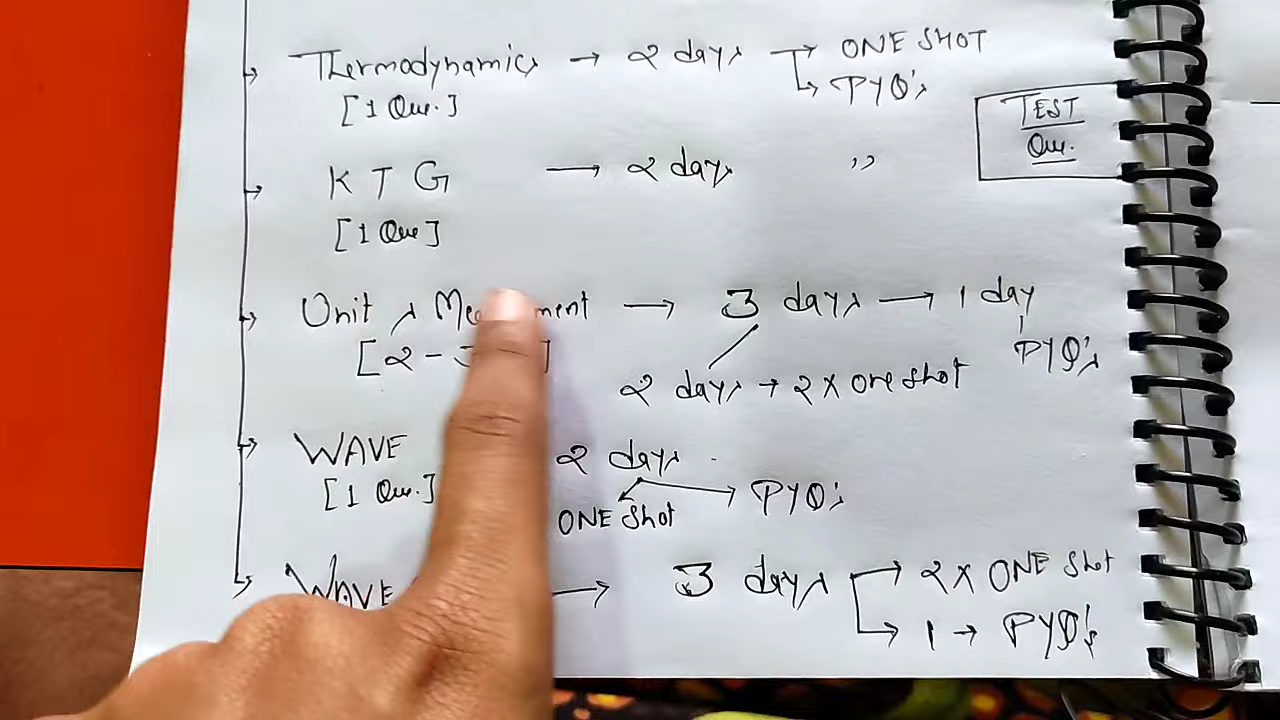 Thermodynamics → 2 days → ONE SHOT
[1 Que.] ↳ PYQ's
TEST
Que.
K T G → 2 days ,,
[1 Que]
Unit , → 3 days → 1 day
[2 - PYQ's
2 days → 2 x one shot
WAVE 2 days
[1 Que.] → PYQ's
ONE Shot
WAVE → 3 days → 2 x ONE Shot
→ 1 → PYQ's